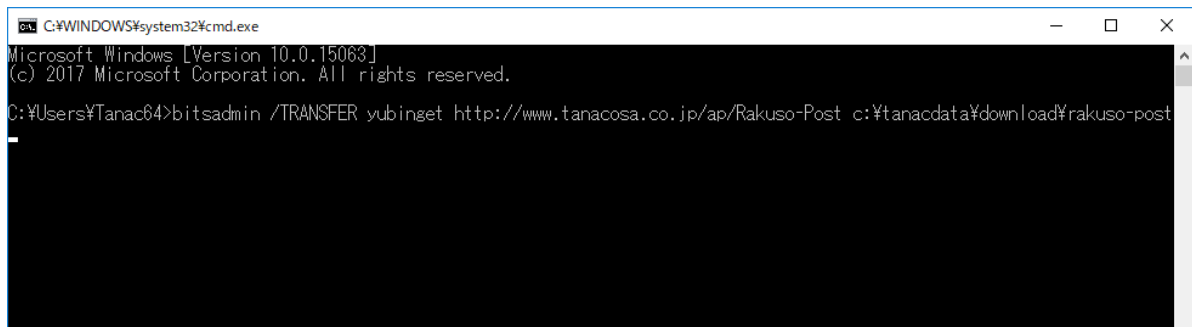 C:¥WINDOWS¥system32¥cmd.exe
Microsoft Windows [Version 10.0.15063]
(c) 2017 Microsoft Corporation. All rights reserved.
C:¥Users¥Tanac64>bitsadmin /TRANSFER yubinget http://www.tanacosa.co.jp/ap/Rakuso-Post c:¥tanacdata¥download¥rakuso-post